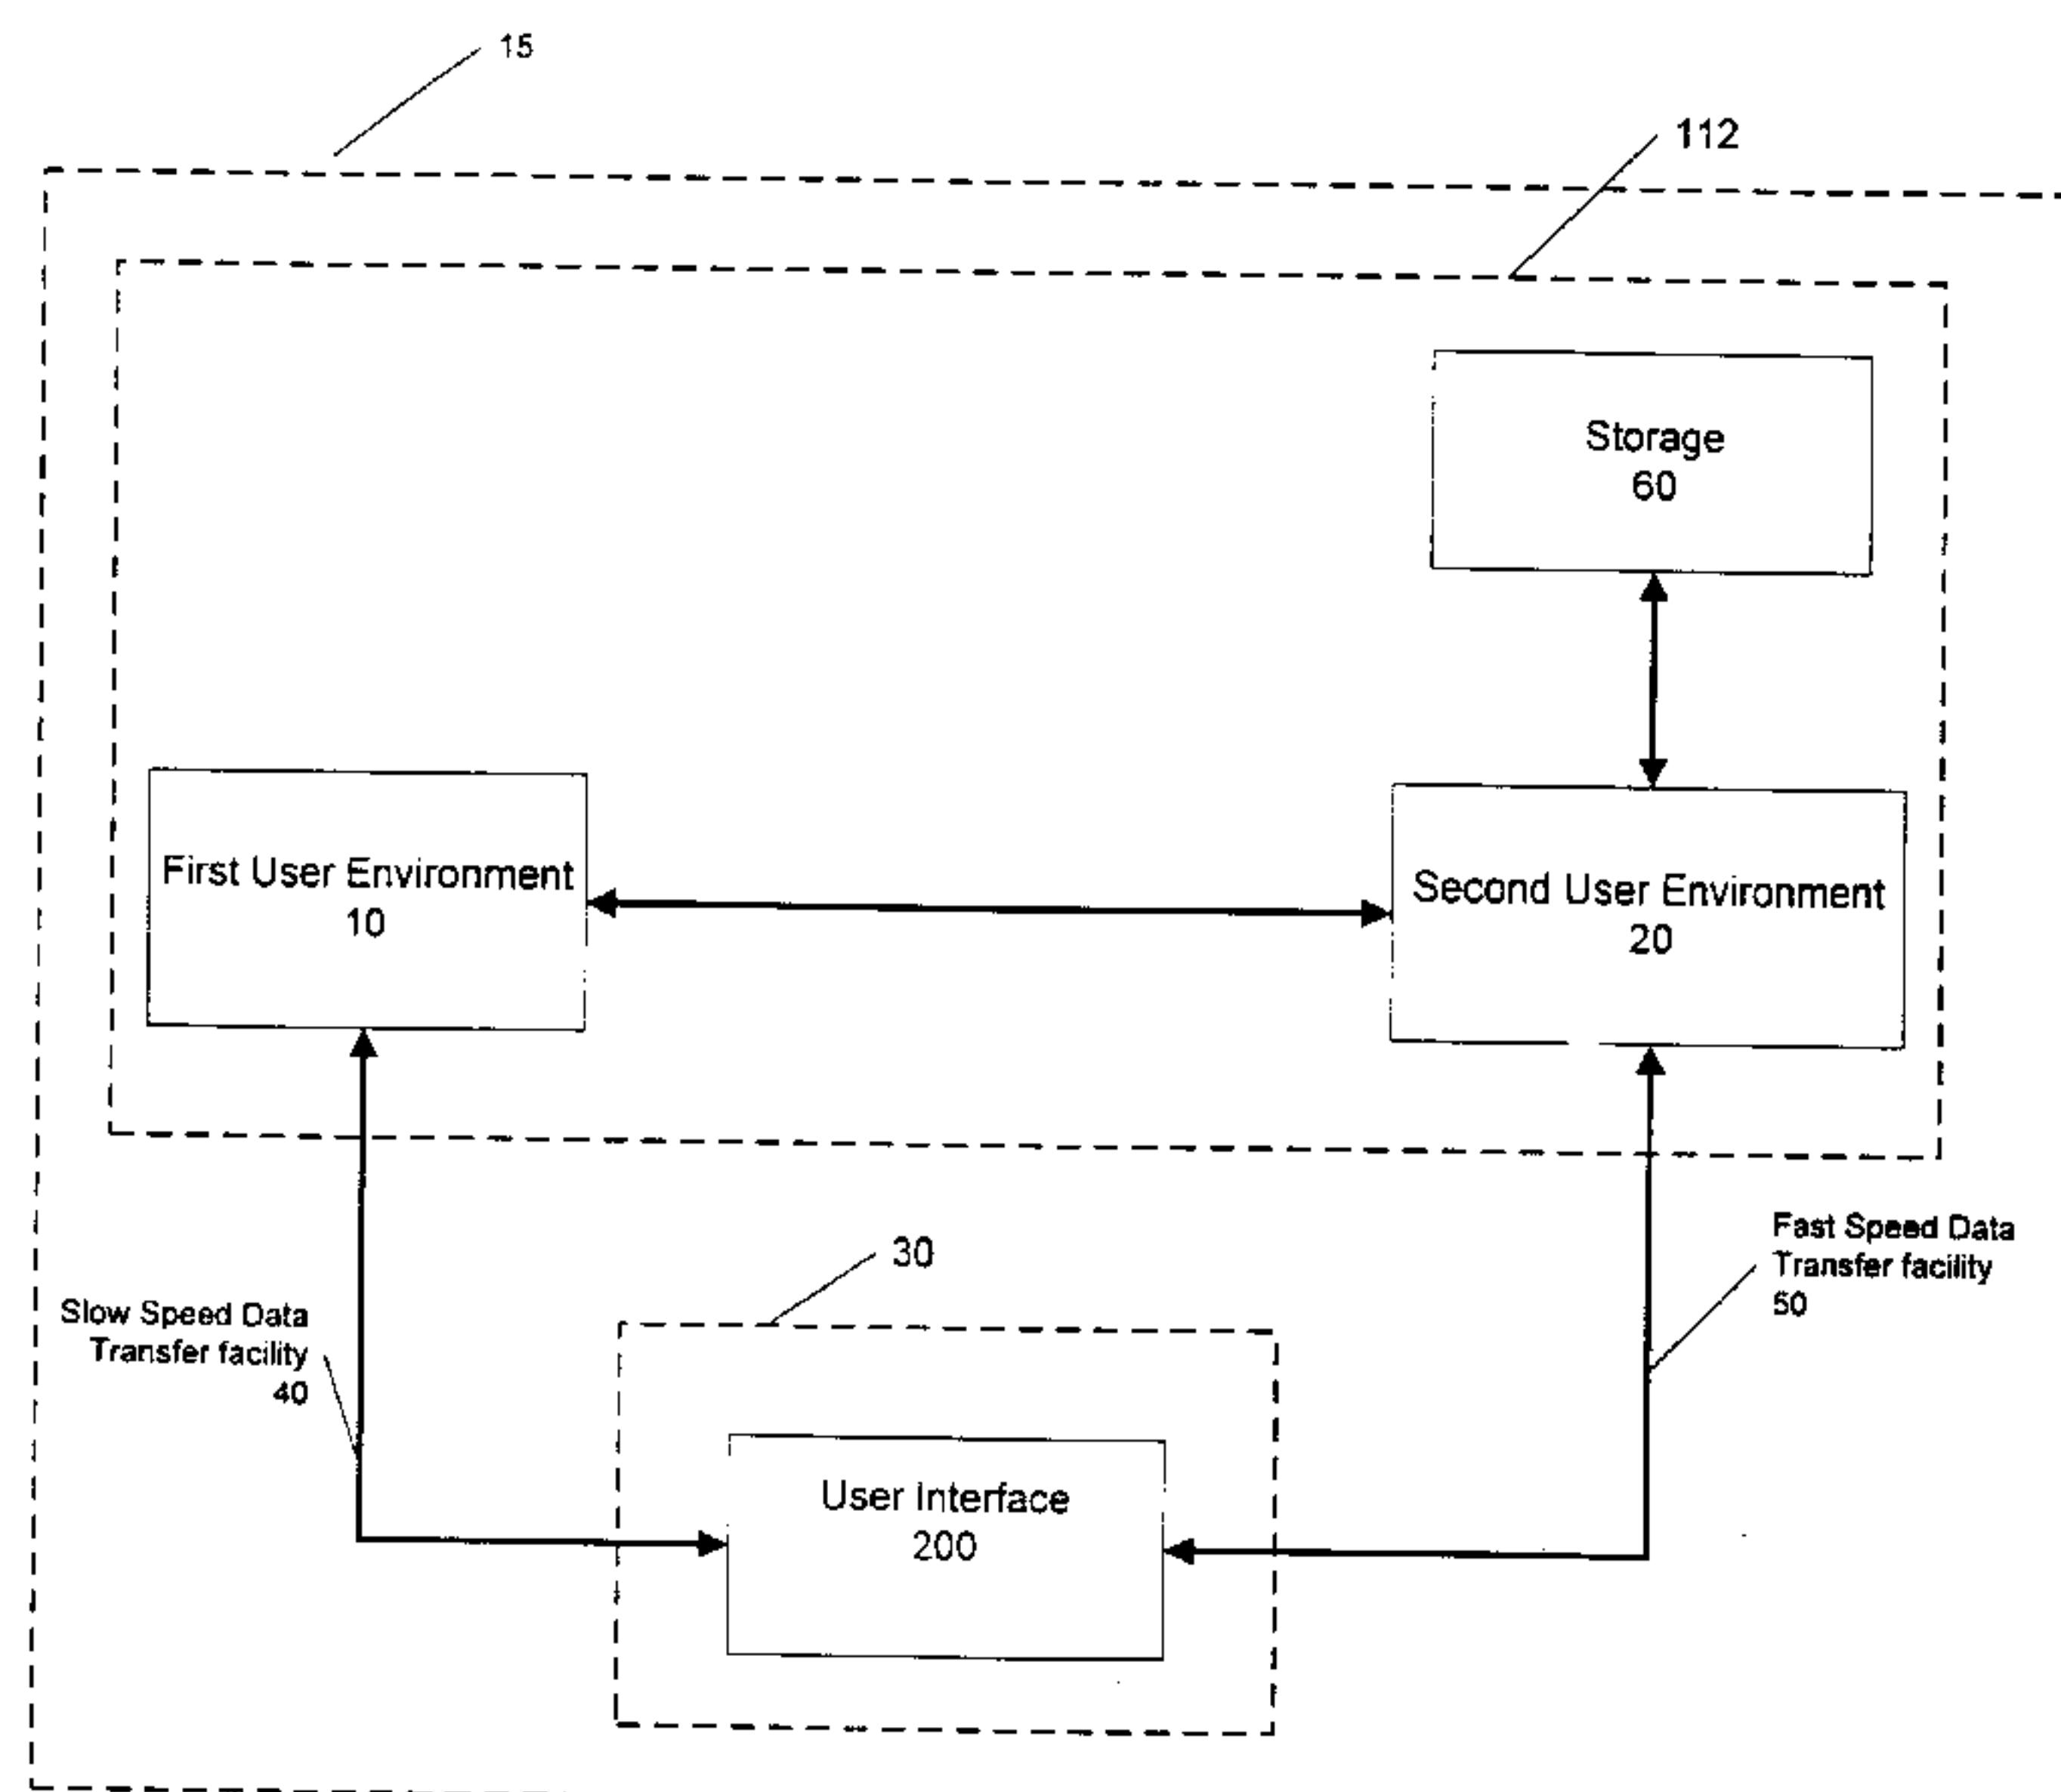 15
112
Storage
60
First User Environment
10
Second User Environment
20
Fast Speed Data
Transfer facility
50
30
Slow Speed Data
Transfer facility
40
User Interface
200